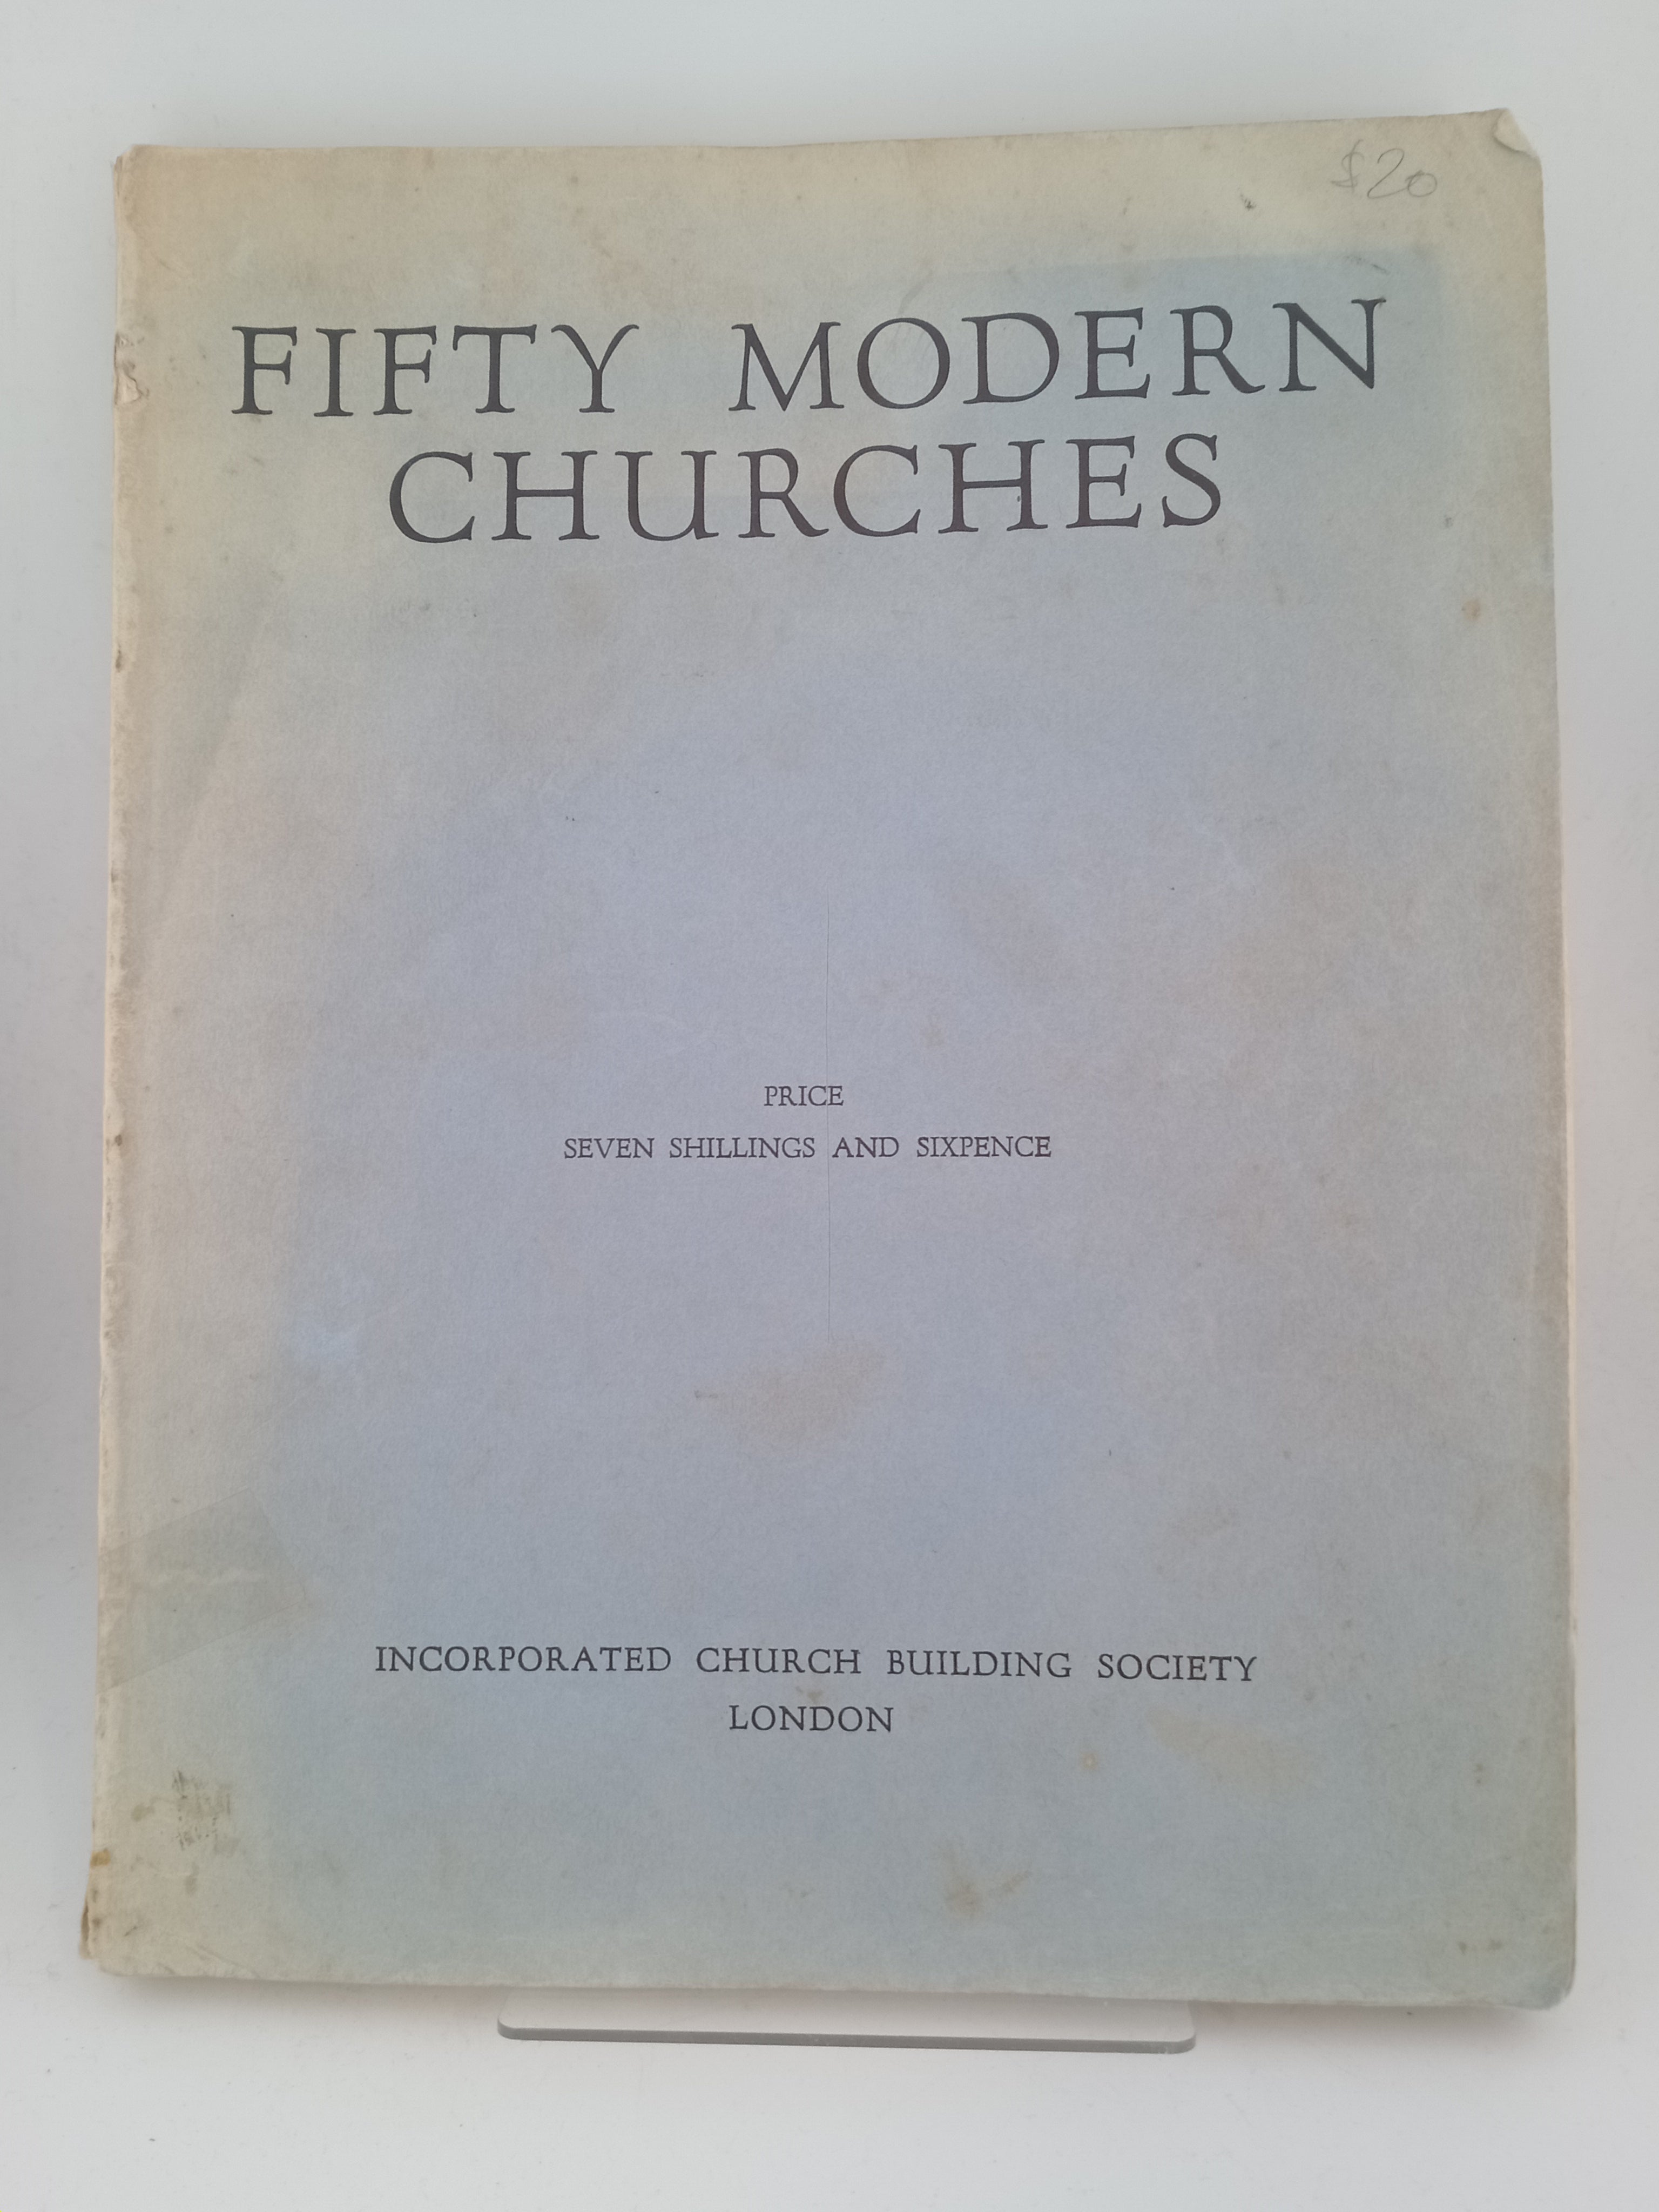 $20
FIFTY MODERN
CHURCHES
PRICE
SEVEN SHILLINGS AND SIXPENCE
INCORPORATED CHURCH BUILDING SOCIETY
LONDON